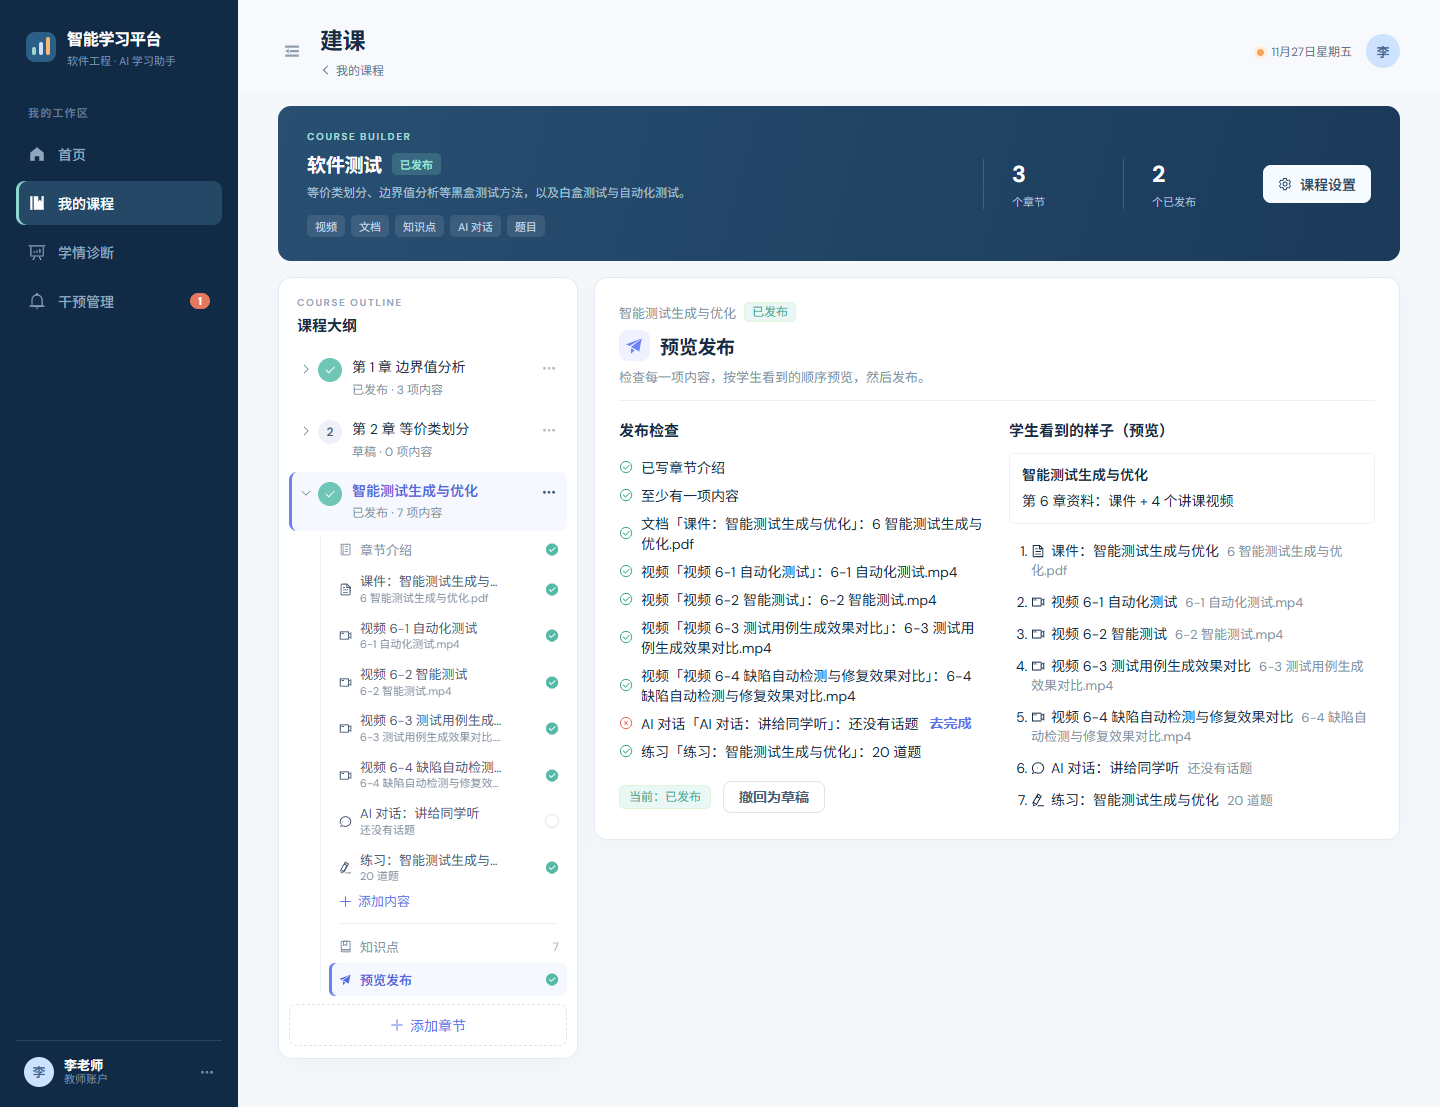 智能学习平台
软件工程 · AI 学习助手
我的工作区
首页
我的课程
学情诊断
干预管理
1
李
李老师
教师账户
建课
我的课程
11月27日星期五
李
COURSE BUILDER
软件测试 已发布
等价类划分、边界值分析等黑盒测试方法，以及白盒测试与自动化测试。
视频 文档 知识点 AI 对话 题目
3
个章节
2
个已发布
课程设置
COURSE OUTLINE
课程大纲
第 1 章 边界值分析
已发布 · 3 项内容
2
第 2 章 等价类划分
草稿 · 0 项内容
智能测试生成与优化
已发布 · 7 项内容
章节介绍
课件：智能测试生成与...
6 智能测试生成与优化.pdf
视频 6-1 自动化测试
6-1 自动化测试.mp4
视频 6-2 智能测试
6-2 智能测试.mp4
视频 6-3 测试用例生成...
6-3 测试用例生成效果对比...
视频 6-4 缺陷自动检测...
6-4 缺陷自动检测与修复效...
AI 对话：讲给同学听
还没有话题
练习：智能测试生成与...
20 道题
添加内容
知识点 7
预览发布
添加章节
智能测试生成与优化 已发布
预览发布
检查每一项内容，按学生看到的顺序预览，然后发布。
发布检查
已写章节介绍
至少有一项内容
文档「课件：智能测试生成与优化」：6 智能测试生成与
优化.pdf
视频「视频 6-1 自动化测试」：6-1 自动化测试.mp4
视频「视频 6-2 智能测试」：6-2 智能测试.mp4
视频「视频 6-3 测试用例生成效果对比」：6-3 测试用
例生成效果对比.mp4
视频「视频 6-4 缺陷自动检测与修复效果对比」：6-4
缺陷自动检测与修复效果对比.mp4
AI 对话「AI 对话：讲给同学听」：还没有话题 去完成
练习「练习：智能测试生成与优化」：20 道题
当前：已发布 撤回为草稿
学生看到的样子（预览）
智能测试生成与优化
第 6 章资料：课件 + 4 个讲课视频
1. 课件：智能测试生成与优化 6 智能测试生成与优
化.pdf
2. 视频 6-1 自动化测试 6-1 自动化测试.mp4
3. 视频 6-2 智能测试 6-2 智能测试.mp4
4. 视频 6-3 测试用例生成效果对比 6-3 测试用例生成
效果对比.mp4
5. 视频 6-4 缺陷自动检测与修复效果对比 6-4 缺陷自
动检测与修复效果对比.mp4
6. AI 对话：讲给同学听 还没有话题
7. 练习：智能测试生成与优化 20 道题